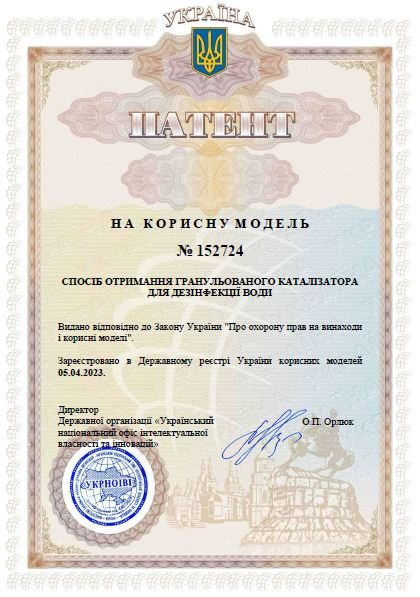 УКРАЇНА
ПАТЕНТ
НА КОРИСНУ МОДЕЛЬ
№ 152724
СПОСІБ ОТРИМАННЯ ГРАНУЛЬОВАНОГО КАТАЛІЗАТОРА
ДЛЯ ДЕЗІНФЕКЦІЇ ВОДИ
Видано відповідно до Закону України "Про охорону прав на винаходи
і корисні моделі".
Зареєстровано в Державному реєстрі України корисних моделей
05.04.2023.
Директор
Державної організації «Український
національний офіс інтелектуальної
власності та інновацій»
О.П. Орлюк
УКРНОІВІ